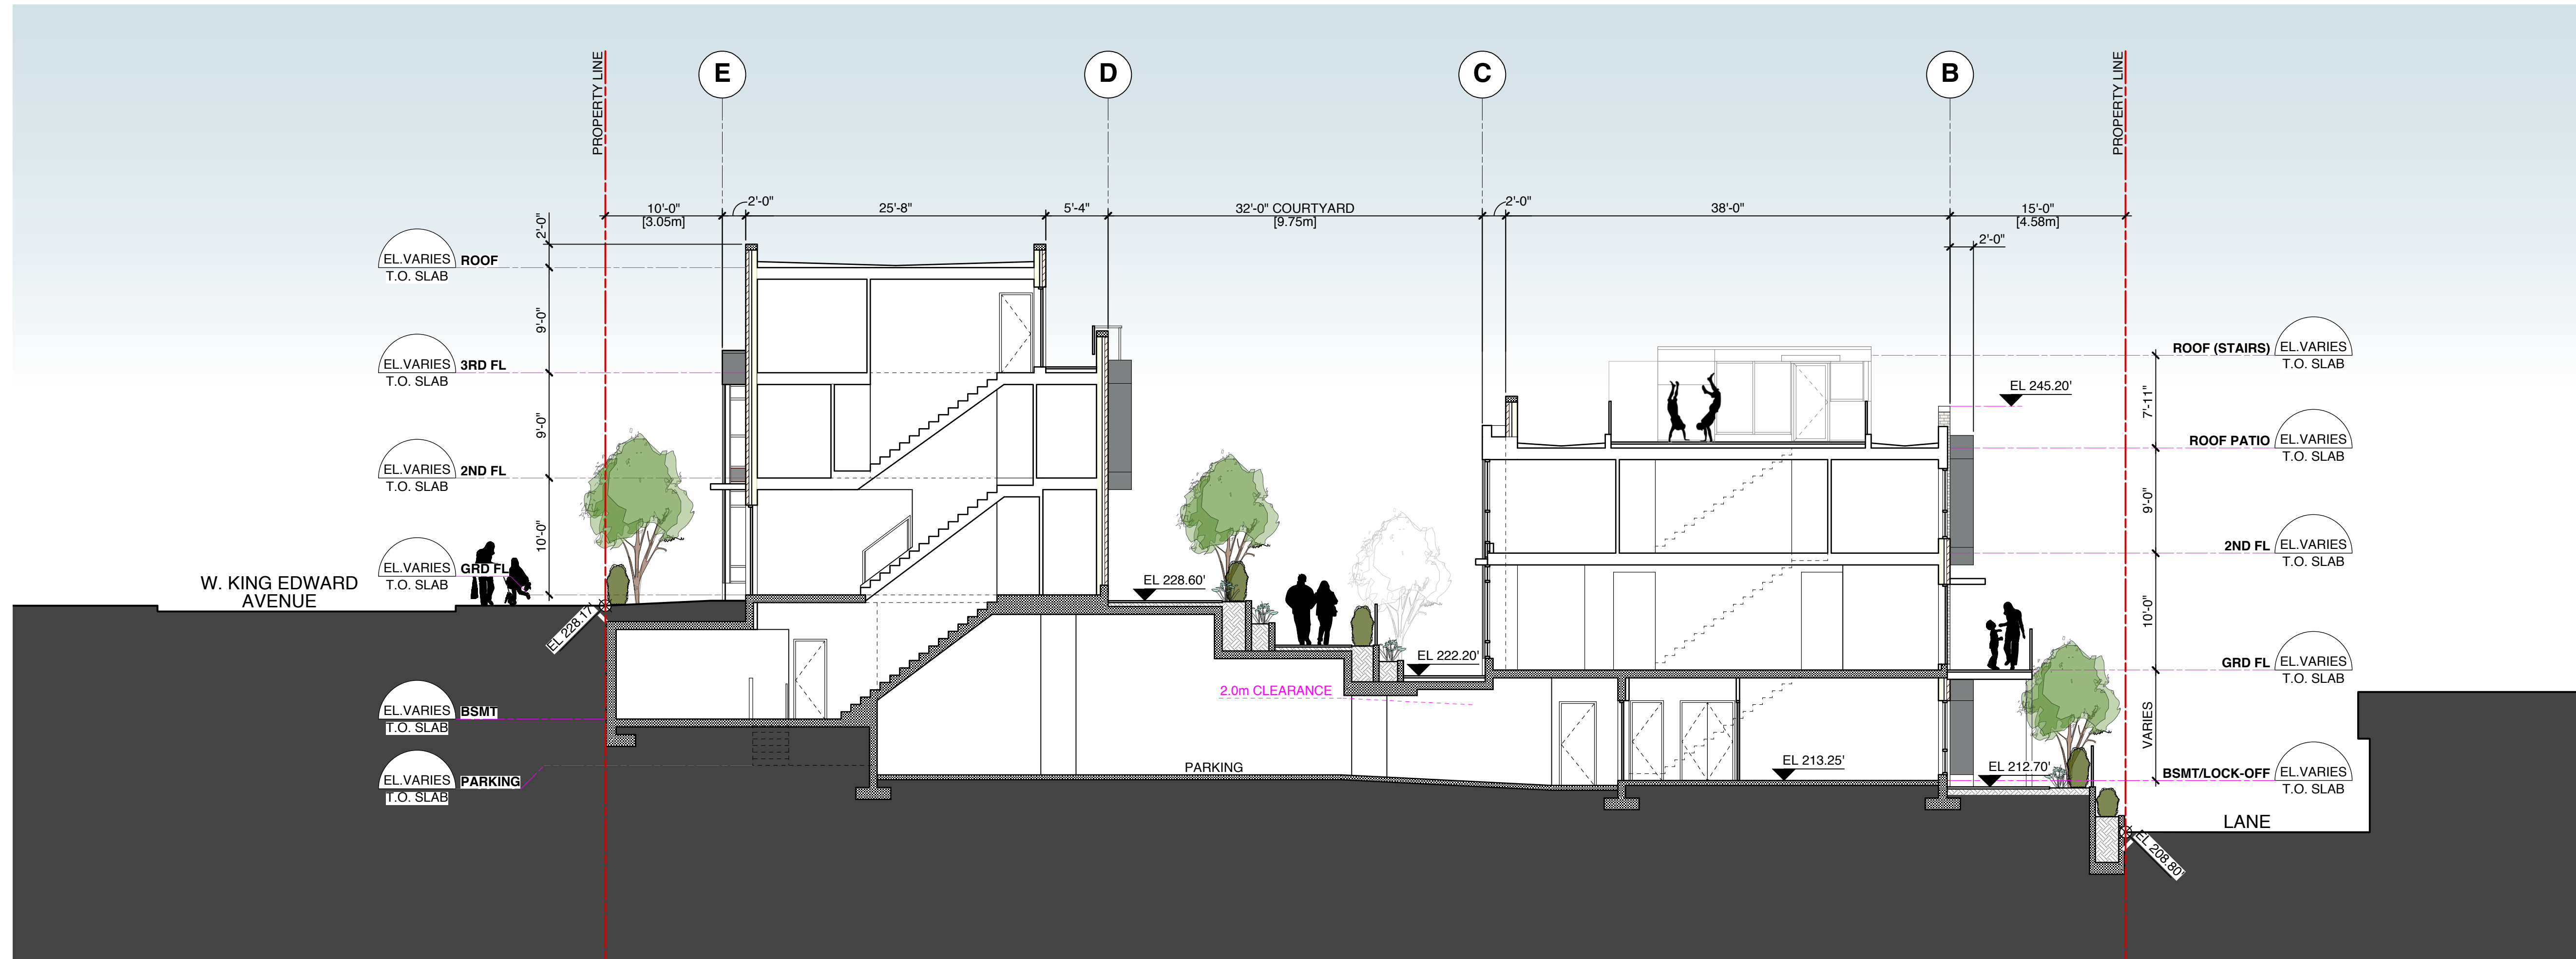 PROPERTY LINE
E
D
C
B
PROPERTY LINE
10'-0"
[3.05m]
2'-0"
25'-8"
5'-4"
32'-0" COURTYARD
[9.75m]
2'-0"
38'-0"
15'-0"
[4.58m]
2'-0"
2'-0"
EL.VARIES ROOF
T.O. SLAB
9'-0"
EL.VARIES 3RD FL
T.O. SLAB
9'-0"
EL.VARIES 2ND FL
T.O. SLAB
10'-0"
EL.VARIES GRD FL
T.O. SLAB
W. KING EDWARD
AVENUE
EL 228.17'
EL.VARIES BSMT
T.O. SLAB
EL.VARIES PARKING
T.O. SLAB
EL 228.60'
EL 222.20'
2.0m CLEARANCE
PARKING
EL 213.25'
EL 212.70'
EL 245.20'
ROOF (STAIRS) EL.VARIES
T.O. SLAB
7'-11"
ROOF PATIO EL.VARIES
T.O. SLAB
9'-0"
2ND FL EL.VARIES
T.O. SLAB
10'-0"
GRD FL EL.VARIES
T.O. SLAB
VARIES
BSMT/LOCK-OFF EL.VARIES
T.O. SLAB
LANE
EL 208.80'